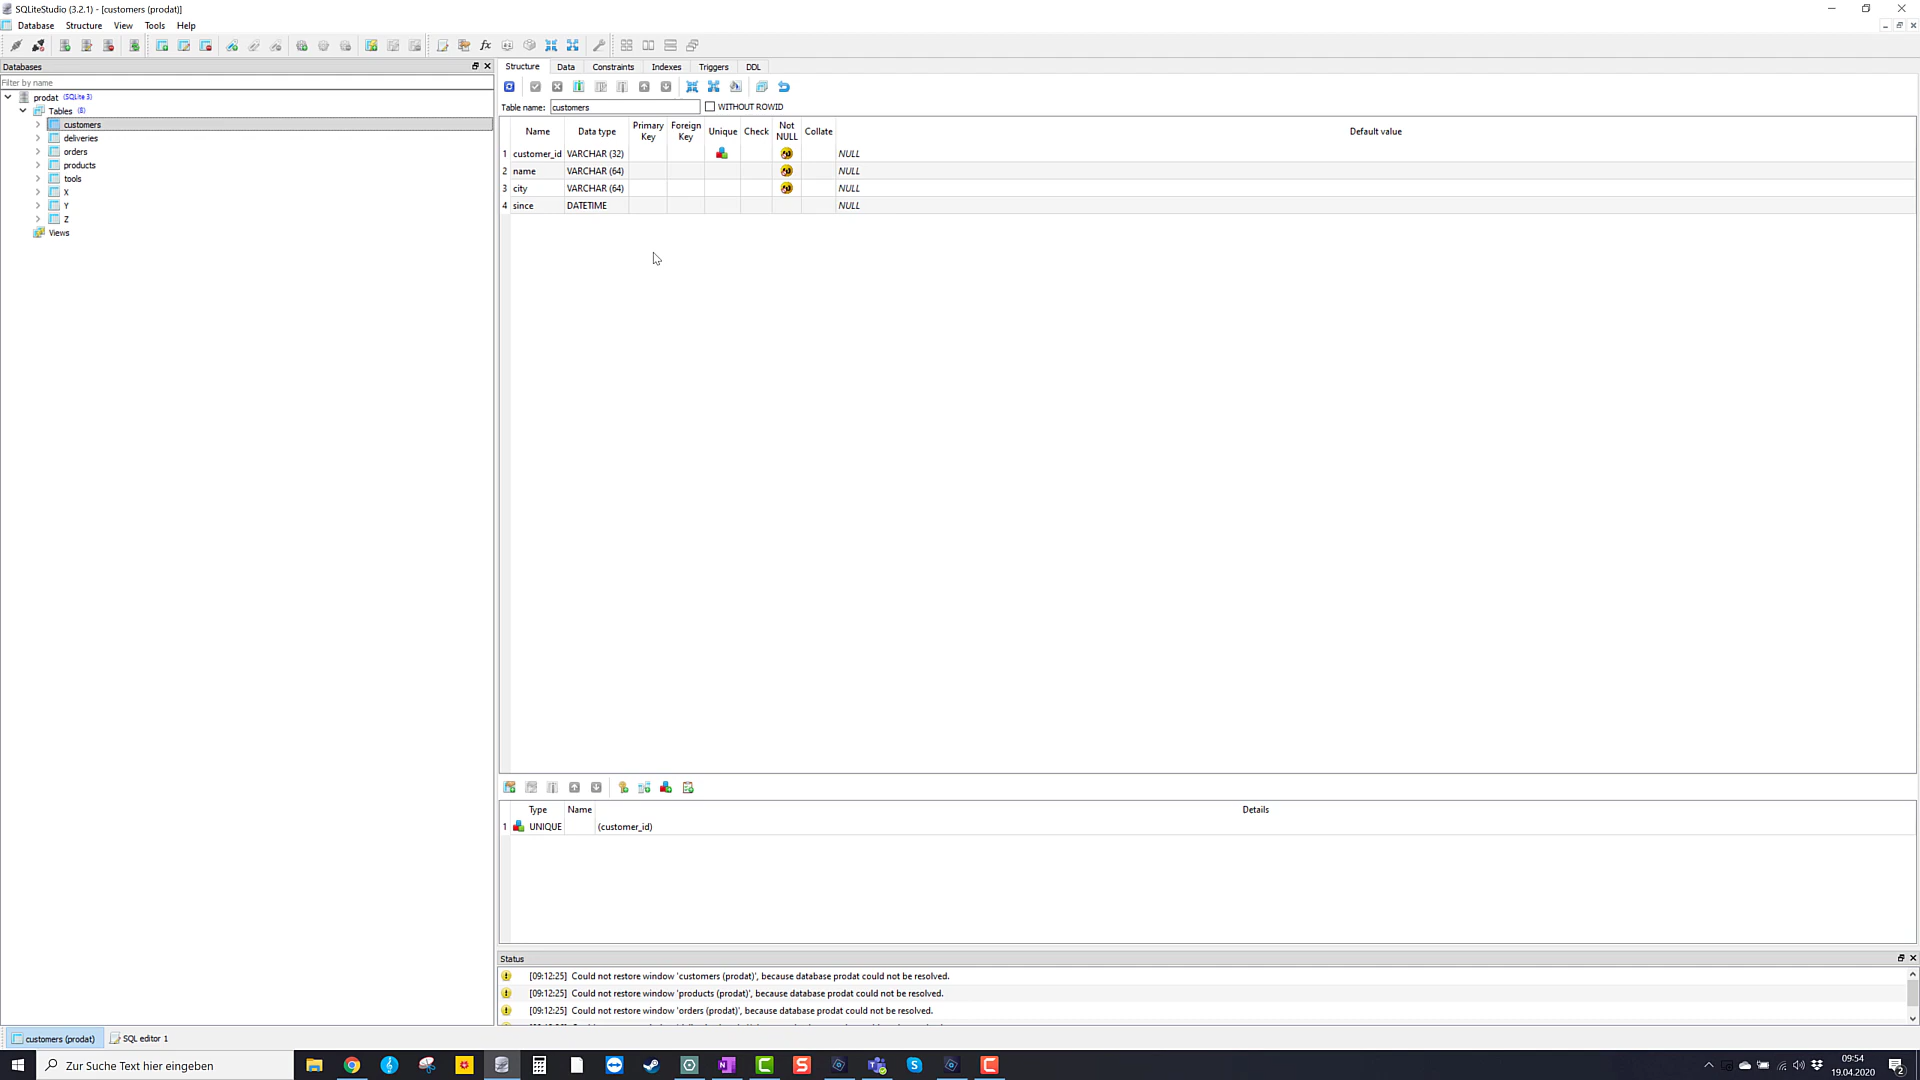 SQLiteStudio (3.2.1) - [customers (prodat)]
Database Structure View Tools Help
Databases
Filter by name
prodat (SQLite 3)
Tables (8)
customers
deliveries
orders
products
tools
X
Y
Z
Views
Structure Data Constraints Indexes Triggers DDL
Table name: customers WITHOUT ROWID
Name Data type Primary Key Foreign Key Unique Check Not NULL Collate Default value
1 customer_id VARCHAR (32) NULL
2 name VARCHAR (64) NULL
3 city VARCHAR (64) NULL
4 since DATETIME NULL
Type Name Details
1 UNIQUE (customer_id)
Status
[09:12:25] Could not restore window 'customers (prodat)', because database prodat could not be resolved.
[09:12:25] Could not restore window 'products (prodat)', because database prodat could not be resolved.
[09:12:25] Could not restore window 'orders (prodat)', because database prodat could not be resolved.
customers (prodat) SQL editor 1
Zur Suche Text hier eingeben
09:54
19.04.2020